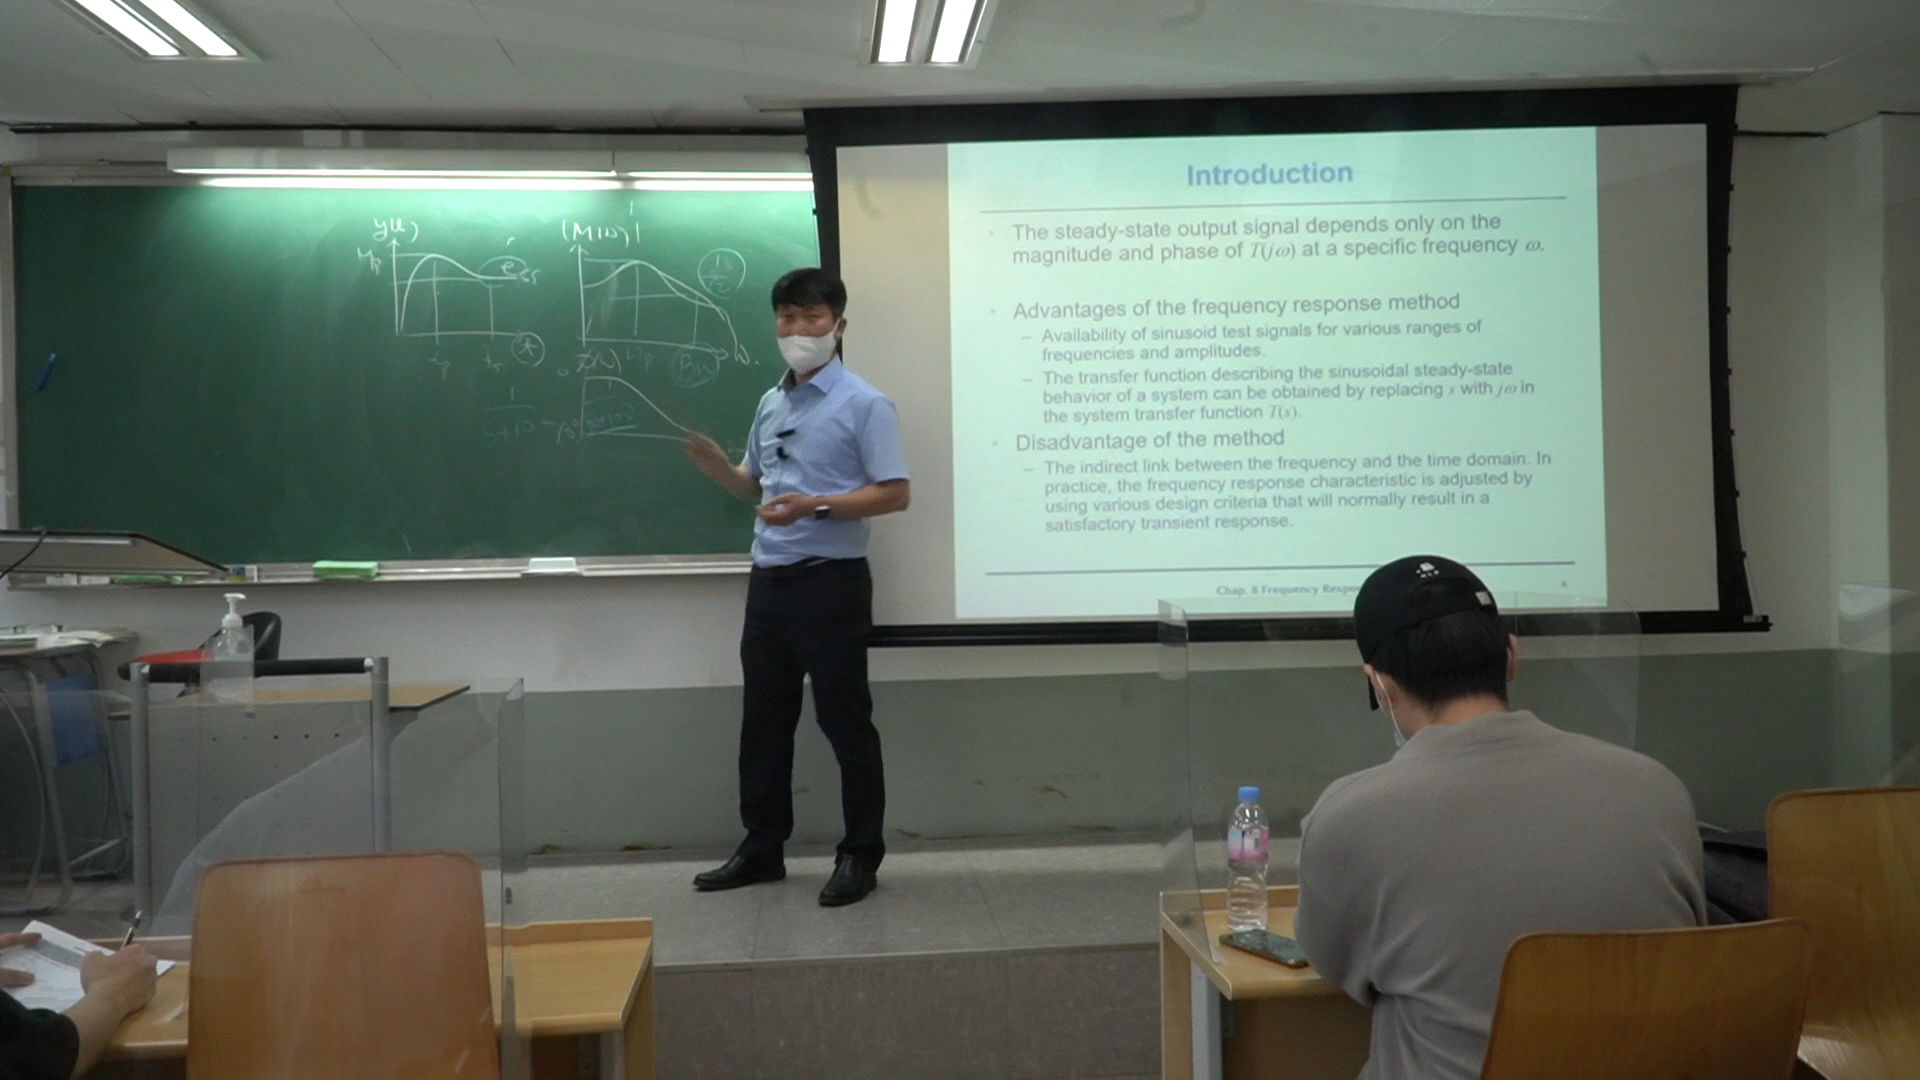 y(t)
Mp
ess
tp
ts
|M(ω)|
1
√2
ωp
BW
ω.
1
s+10
Introduction
The steady-state output signal depends only on the
magnitude and phase of T(jω) at a specific frequency ω.
Advantages of the frequency response method
– Availability of sinusoid test signals for various ranges of
frequencies and amplitudes.
– The transfer function describing the sinusoidal steady-state
behavior of a system can be obtained by replacing s with jω in
the system transfer function T(s).
Disadvantage of the method
– The indirect link between the frequency and the time domain. In
practice, the frequency response characteristic is adjusted by
using various design criteria that will normally result in a
satisfactory transient response.
Chap. 8 Frequency
4